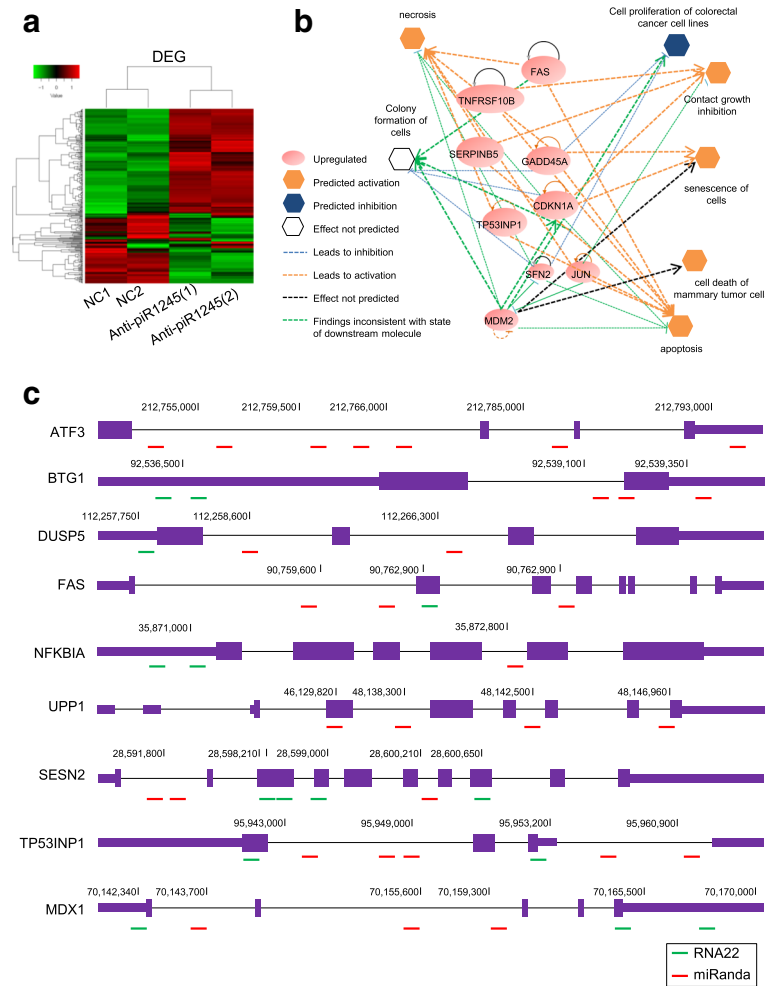 a
DEG
-1 0 1
Value
NC1
NC2
Anti-piR1245(1)
Anti-piR1245(2)
b
necrosis
Cell proliferation of colorectal
cancer cell lines
FAS
TNFRSF10B
Contact growth
inhibition
Colony
formation of
cells
SERPINB5
GADD45A
senescence of
cells
CDKN1A
TP53INP1
SFN2
JUN
cell death of
mammary tumor cell
MDM2
apoptosis
Upregulated
Predicted activation
Predicted inhibition
Effect not predicted
Leads to inhibition
Leads to activation
Effect not predicted
Findings inconsistent with state
of downstream molecule
c
212,755,000 212,759,500 212,766,000 212,785,000 212,793,000
ATF3
92,536,500 92,539,100 92,539,350
BTG1
112,257,750 112,258,600 112,266,300
DUSP5
90,759,600 90,762,900 90,762,900
FAS
35,871,000 35,872,800
NFKBIA
46,129,820 48,138,300 48,142,500 48,146,960
UPP1
28,591,800 28,598,210 28,599,000 28,600,210 28,600,650
SESN2
95,943,000 95,949,000 95,953,200 95,960,900
TP53INP1
70,142,340 70,143,700 70,155,600 70,159,300 70,165,500 70,170,000
MDX1
RNA22
miRanda